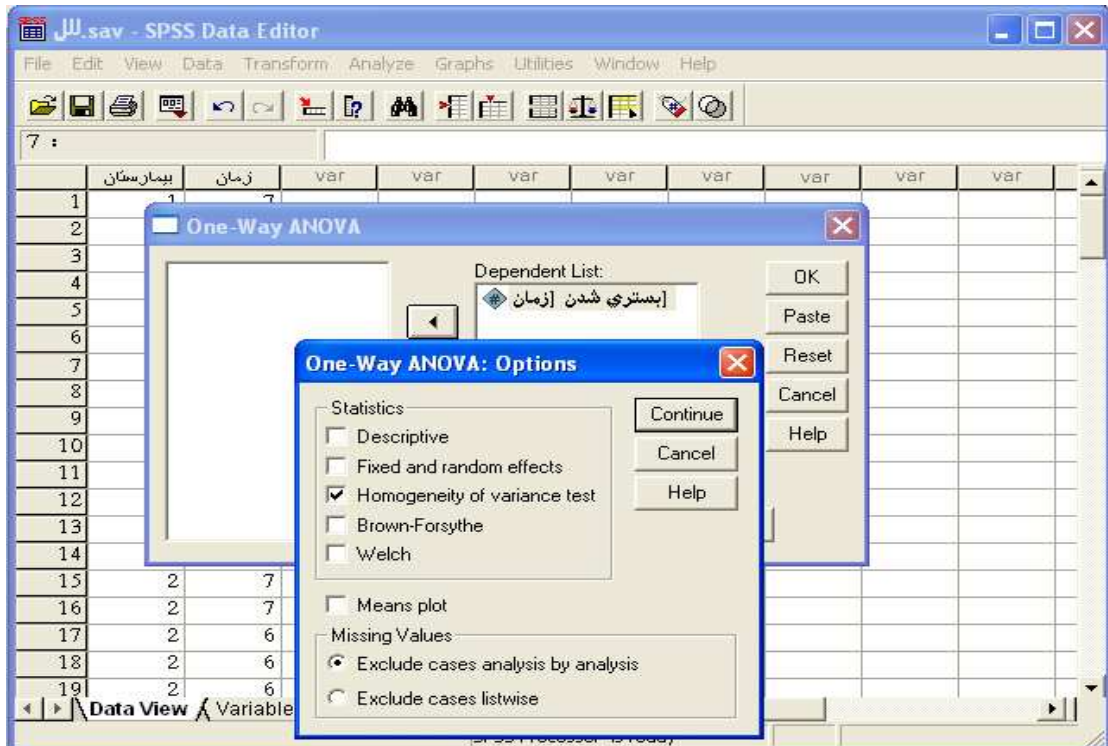 للل.sav - SPSS Data Editor
File Edit View Data Transform Analyze Graphs Utilities Window Help
7 :
بیمارستان زمان var var var var var var var var
1 1 7
2
3
4
5
6
7
8
9
10
11
12
13
14
15 2 7
16 2 7
17 2 6
18 2 6
19 2 6
One-Way ANOVA
Dependent List:
[بستري شدن [زمان
OK
Paste
Reset
Cancel
Help
One-Way ANOVA: Options
Statistics
Descriptive
Fixed and random effects
Homogeneity of variance test
Brown-Forsythe
Welch
Means plot
Missing Values
Exclude cases analysis by analysis
Exclude cases listwise
Continue
Cancel
Help
Data View Variable